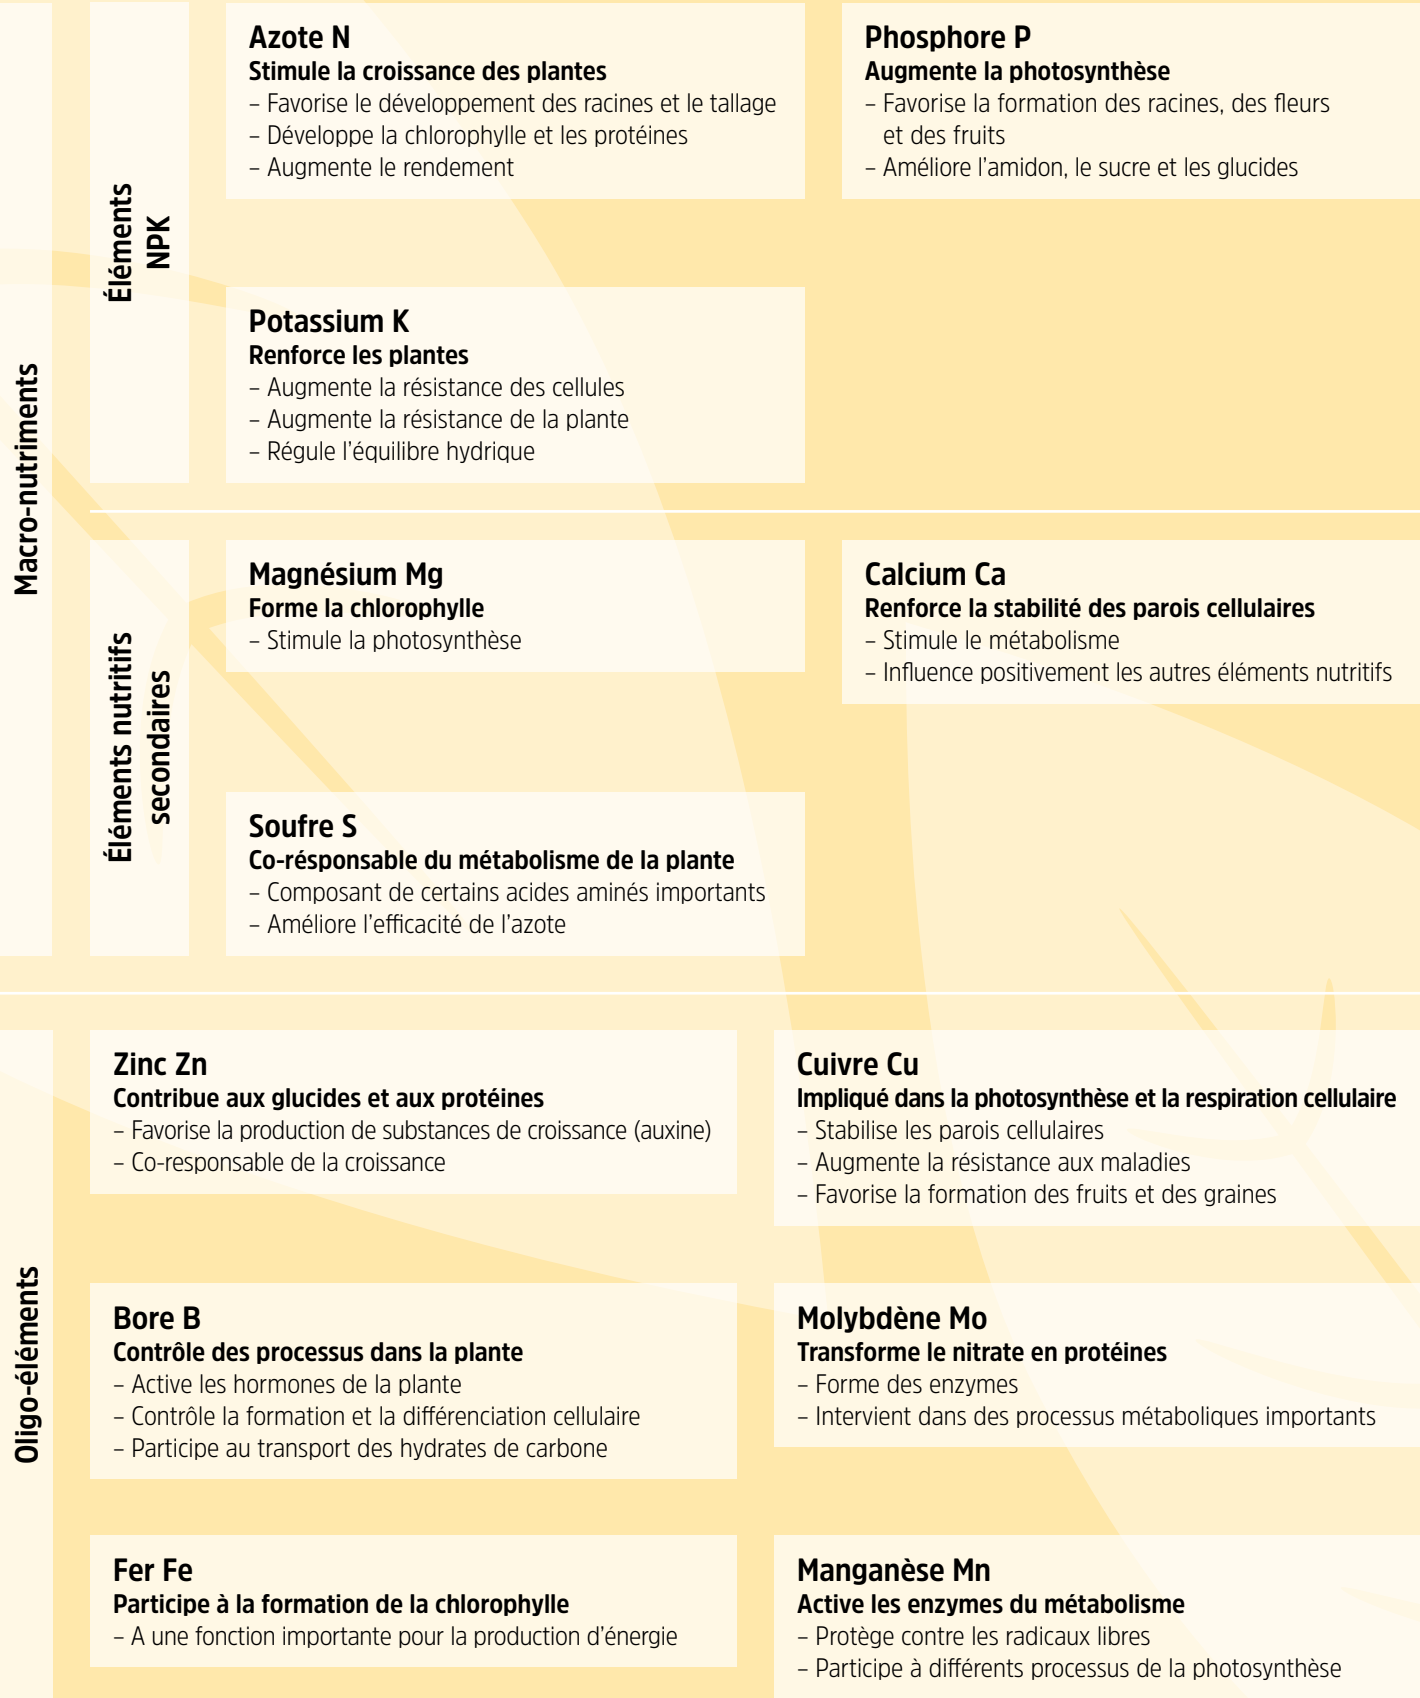 Macro-nutriments
Éléments
NPK
Azote N
Stimule la croissance des plantes
– Favorise le développement des racines et le tallage
– Développe la chlorophylle et les protéines
– Augmente le rendement
Phosphore P
Augmente la photosynthèse
– Favorise la formation des racines, des fleurs
et des fruits
– Améliore l'amidon, le sucre et les glucides
Potassium K
Renforce les plantes
– Augmente la résistance des cellules
– Augmente la résistance de la plante
– Régule l'équilibre hydrique
Éléments nutritifs
secondaires
Magnésium Mg
Forme la chlorophylle
– Stimule la photosynthèse
Calcium Ca
Renforce la stabilité des parois cellulaires
– Stimule le métabolisme
– Influence positivement les autres éléments nutritifs
Soufre S
Co-résponsable du métabolisme de la plante
– Composant de certains acides aminés importants
– Améliore l'efficacité de l'azote
Oligo-éléments
Zinc Zn
Contribue aux glucides et aux protéines
– Favorise la production de substances de croissance (auxine)
– Co-responsable de la croissance
Cuivre Cu
Impliqué dans la photosynthèse et la respiration cellulaire
– Stabilise les parois cellulaires
– Augmente la résistance aux maladies
– Favorise la formation des fruits et des graines
Bore B
Contrôle des processus dans la plante
– Active les hormones de la plante
– Contrôle la formation et la différenciation cellulaire
– Participe au transport des hydrates de carbone
Molybdène Mo
Transforme le nitrate en protéines
– Forme des enzymes
– Intervient dans des processus métaboliques importants
Fer Fe
Participe à la formation de la chlorophylle
– A une fonction importante pour la production d'énergie
Manganèse Mn
Active les enzymes du métabolisme
– Protège contre les radicaux libres
– Participe à différents processus de la photosynthèse